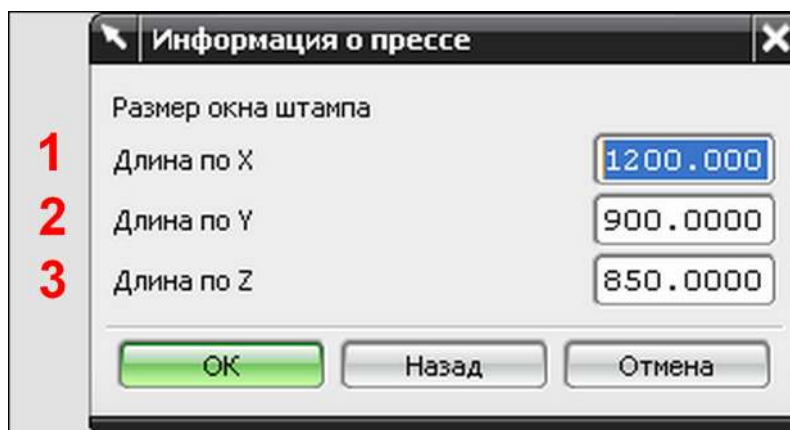 Информация о прессе
Размер окна штампа
1 Длина по X 1200.000
2 Длина по Y 900.0000
3 Длина по Z 850.0000
OK Назад Отмена